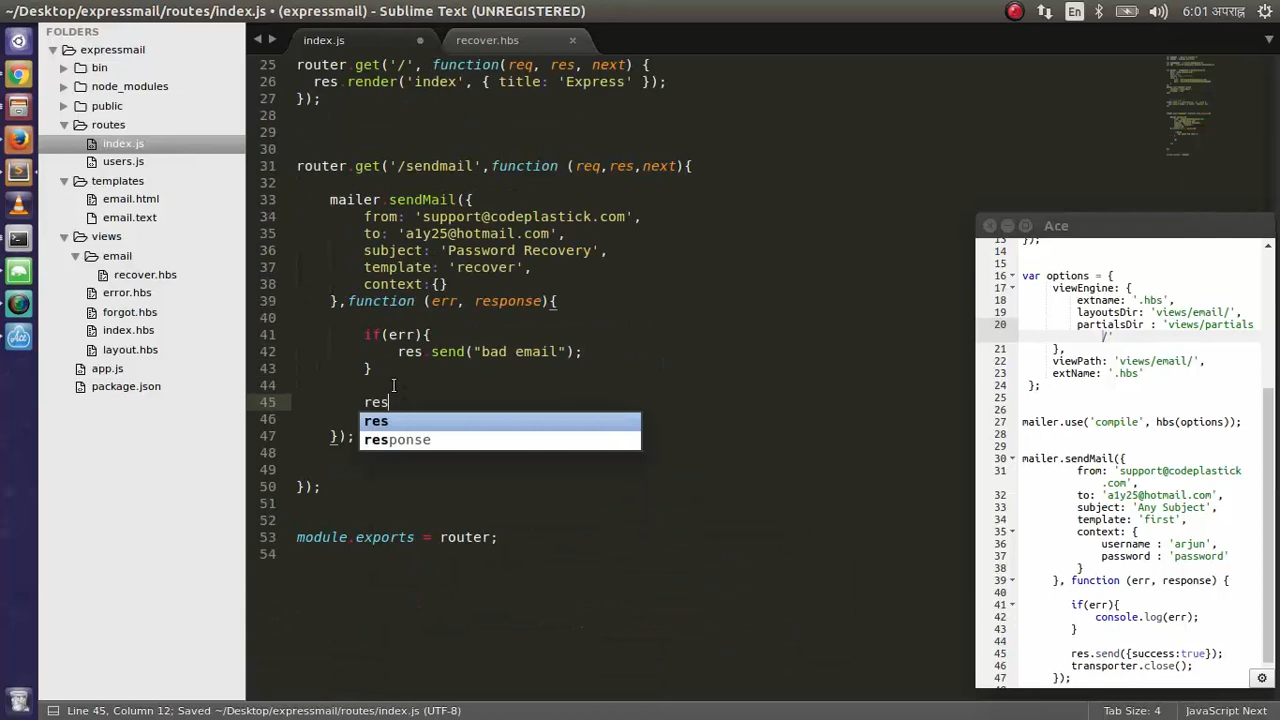 ~/Desktop/expressmail/routes/index.js • (expressmail) - Sublime Text (UNREGISTERED)
En
6:01 अपराह्न
FOLDERS
expressmail
bin
node_modules
public
routes
index.js
users.js
templates
email.html
email.text
views
email
recover.hbs
error.hbs
forgot.hbs
index.hbs
layout.hbs
app.js
package.json
index.js
recover.hbs
25 router.get('/', function(req, res, next) {
26 res.render('index', { title: 'Express' });
27 });
28
29
30
31 router.get('/sendmail',function (req,res,next){
32
33 mailer.sendMail({
34 from: 'support@codeplastick.com',
35 to: 'a1y25@hotmail.com',
36 subject: 'Password Recovery',
37 template: 'recover',
38 context:{}
39 },function (err, response){
40
41 if(err){
42 res.send("bad email");
43 }
44
45 res
46
47 });
48
49
50 });
51
52
53 module.exports = router;
54
res
response
Ace
13 });
14
15
16 var options = {
17 viewEngine: {
18 extname: '.hbs',
19 layoutsDir: 'views/email/',
20 partialsDir : 'views/partials
/'
21 },
22 viewPath: 'views/email/',
23 extName: '.hbs'
24 };
25
26
27 mailer.use('compile', hbs(options));
28
29
30 mailer.sendMail({
31 from: 'support@codeplastick
.com',
32 to: 'a1y25@hotmail.com',
33 subject: 'Any Subject',
34 template: 'first',
35 context: {
36 username : 'arjun',
37 password : 'password'
38 }
39 }, function (err, response) {
40
41 if(err){
42 console.log(err);
43 }
44
45 res.send({success:true});
46 transporter.close();
47 });
Line 45, Column 12; Saved ~/Desktop/expressmail/routes/index.js (UTF-8)
Tab Size: 4
JavaScript Next